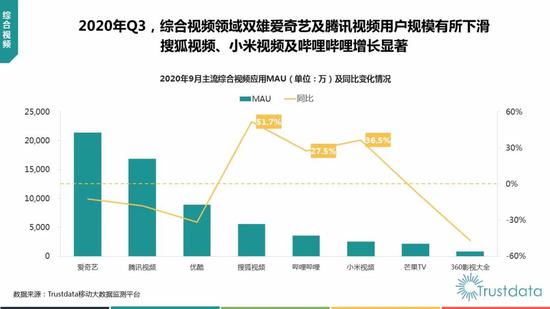 综合视频
2020年Q3，综合视频领域双雄爱奇艺及腾讯视频用户规模有所下滑
搜狐视频、小米视频及哔哩哔哩增长显著
2020年9月主流综合视频应用MAU（单位：万）及同比变化情况
MAU 同比
25,000
20,000
15,000
10,000
5,000
0
60%
30%
0%
-30%
-60%
51.7%
27.5%
36.5%
爱奇艺 腾讯视频 优酷 搜狐视频 哔哩哔哩 小米视频 芒果TV 360影视大全
数据来源：Trustdata移动大数据监测平台
Trustdata